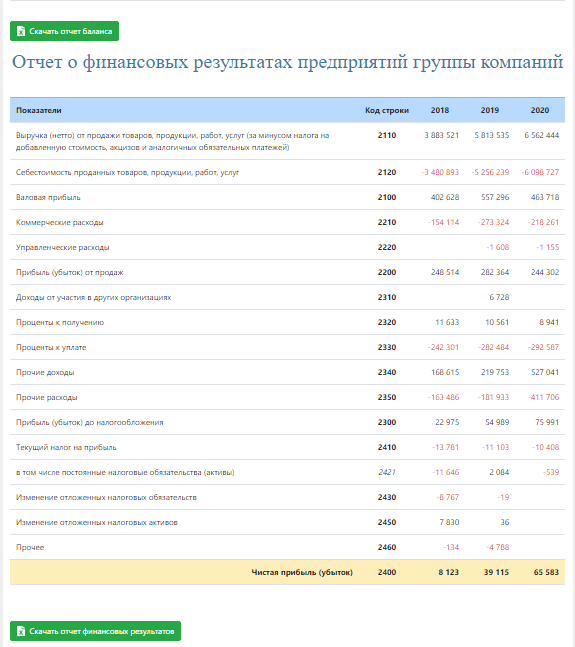 Скачать отчет баланса
Отчет о финансовых результатах предприятий группы компаний
Показатели Код строки 2018 2019 2020
Выручка (нетто) от продажи товаров, продукции, работ, услуг (за минусом налога на
добавленную стоимость, акцизов и аналогичных обязательных платежей) 2110 3 883 521 5 813 535 6 562 444
Себестоимость проданных товаров, продукции, работ, услуг 2120 -3 480 893 -5 256 239 -6 098 727
Валовая прибыль 2100 402 628 557 296 463 718
Коммерческие расходы 2210 -154 114 -273 324 -218 261
Управленческие расходы 2220 -1 608 -1 155
Прибыль (убыток) от продаж 2200 248 514 282 364 244 302
Доходы от участия в других организациях 2310 6 728
Проценты к получению 2320 11 633 10 561 8 941
Проценты к уплате 2330 -242 301 -282 484 -292 587
Прочие доходы 2340 168 615 219 753 527 041
Прочие расходы 2350 -163 486 -181 933 -411 706
Прибыль (убыток) до налогообложения 2300 22 975 54 989 75 991
Текущий налог на прибыль 2410 -13 781 -11 103 -10 408
в том числе постоянные налоговые обязательства (активы) 2421 -11 646 2 084 -539
Изменение отложенных налоговых обязательств 2430 -8 767 -19
Изменение отложенных налоговых активов 2450 7 830 36
Прочее 2460 -134 -4 788
Чистая прибыль (убыток) 2400 8 123 39 115 65 583
Скачать отчет финансовых результатов